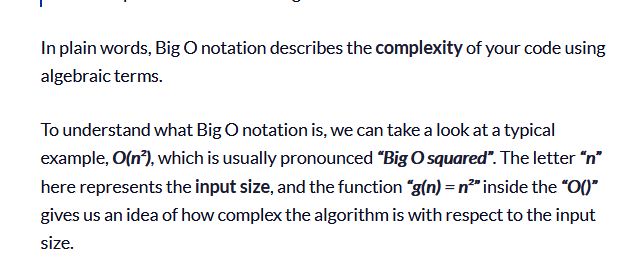 In plain words, Big O notation describes the complexity of your code using
algebraic terms.
To understand what Big O notation is, we can take a look at a typical
example, O(n²), which is usually pronounced “Big O squared”. The letter “n”
here represents the input size, and the function “g(n) = n²” inside the “O()”
gives us an idea of how complex the algorithm is with respect to the input
size.